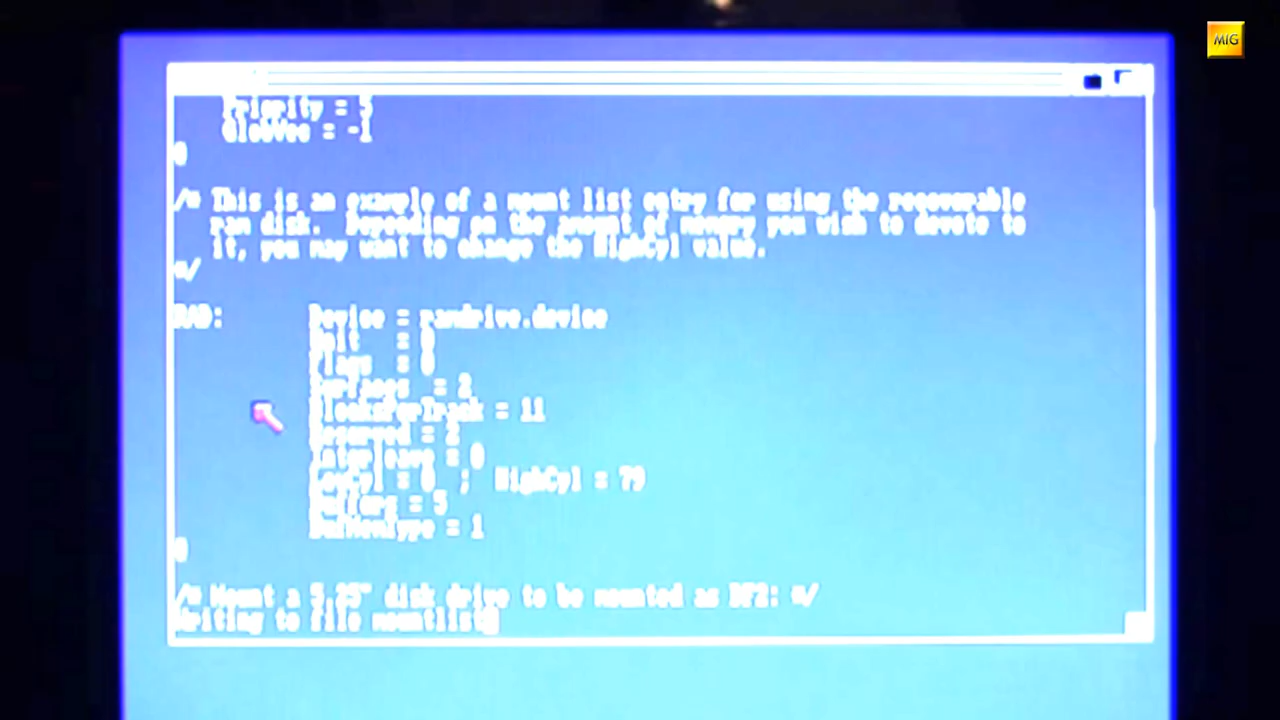 MIG
Priority = 5
GlobVec = -1
#
/* This is an example of a mount list entry for using the recoverable
ram disk. Depending on the amount of memory you wish to devote to
it, you may want to change the HighCyl value.
*/
RAD: Device = ramdrive.device
Unit = 0
Flags = 0
Surfaces = 2
BlocksPerTrack = 11
Reserved = 2
Interleave = 0
LowCyl = 0 ; HighCyl = 79
Buffers = 5
BufMemType = 1
#
/* Mount a 5.25" disk drive to be mounted as DF2: */
Writing to file mountlist